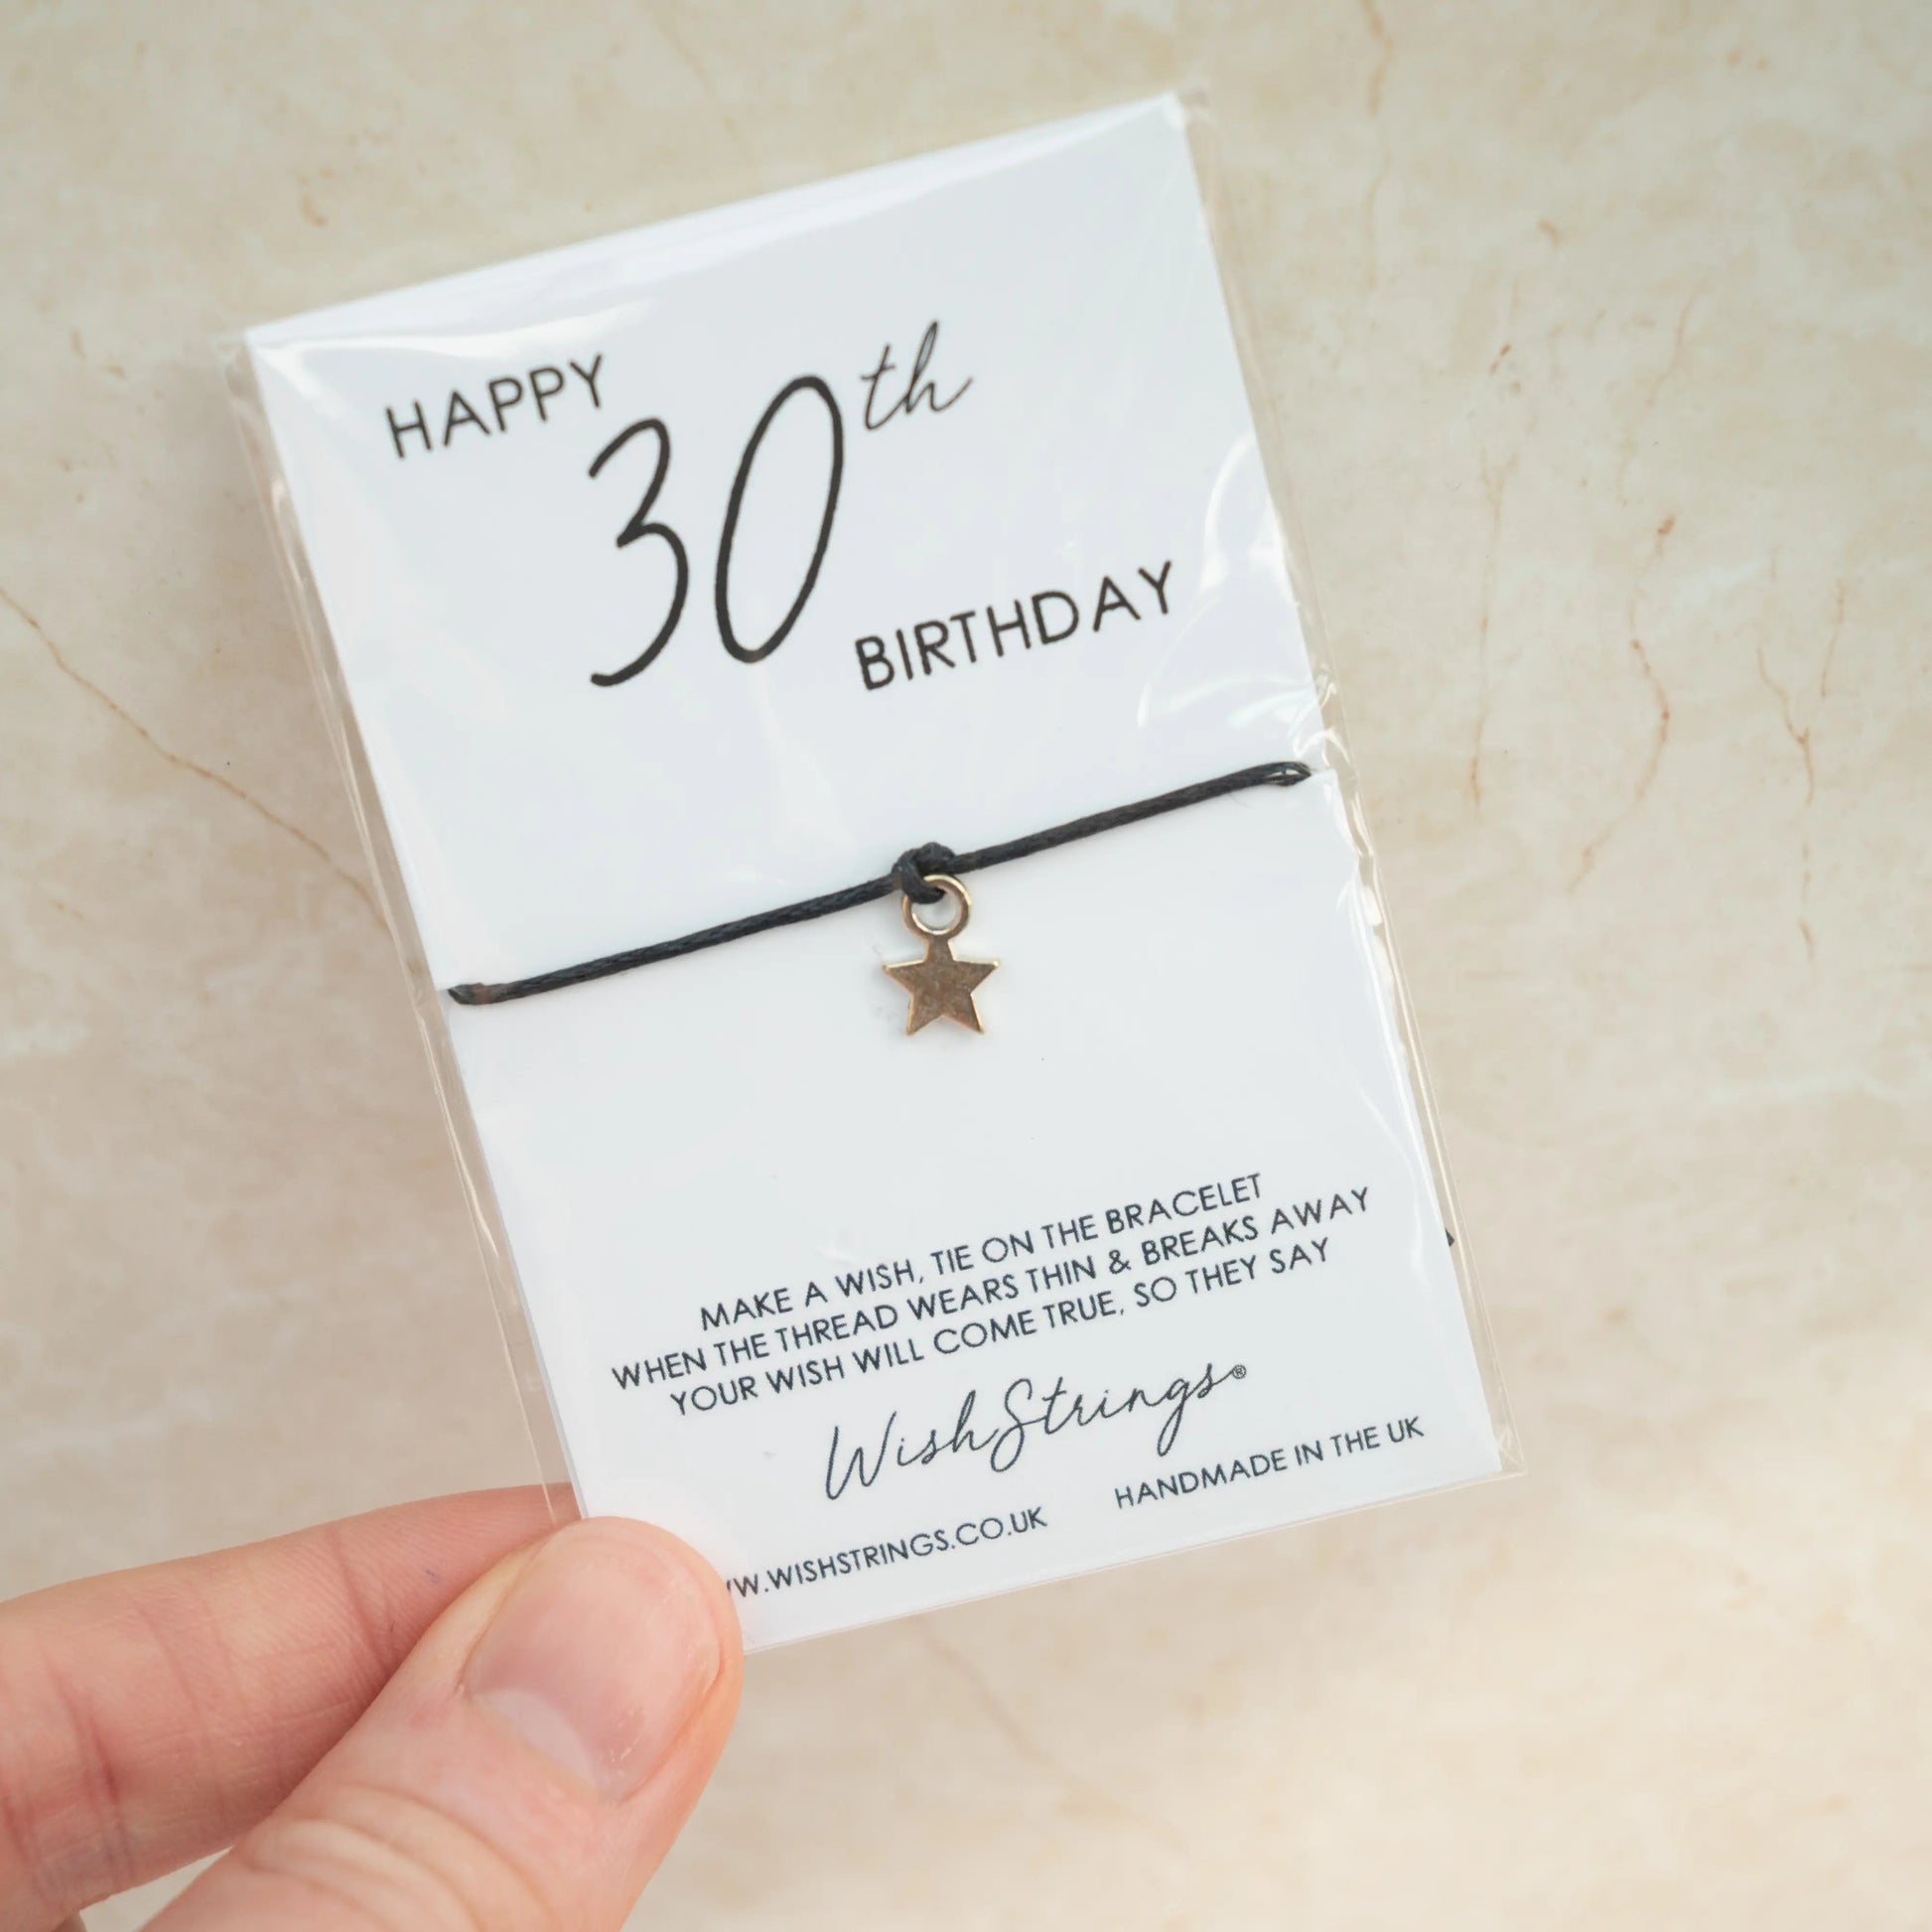 HAPPY
30th
BIRTHDAY
MAKE A WISH, TIE ON THE BRACELET
WHEN THE THREAD WEARS THIN & BREAKS AWAY
YOUR WISH WILL COME TRUE, SO THEY SAY
WishStrings®
W.WISHSTRINGS.CO.UK HANDMADE IN THE UK